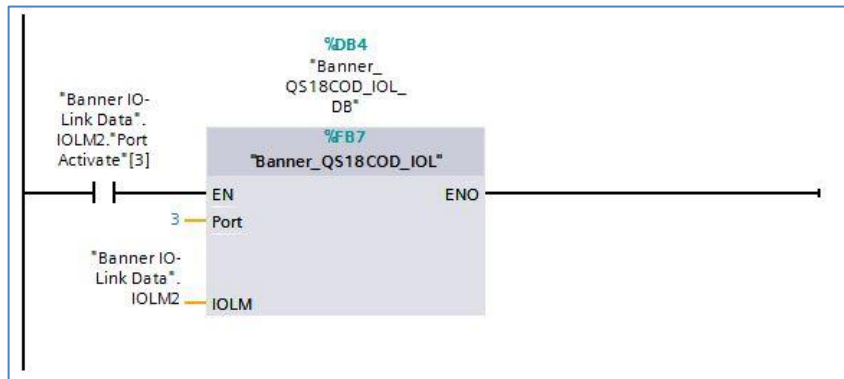 %DB4
"Banner_
QS18COD_IOL_
DB"
"Banner IO-
Link Data".
IOLM2."Port
Activate"[3]
%FB7
"Banner_QS18COD_IOL"
EN
ENO
3
Port
"Banner IO-
Link Data".
IOLM2
IOLM